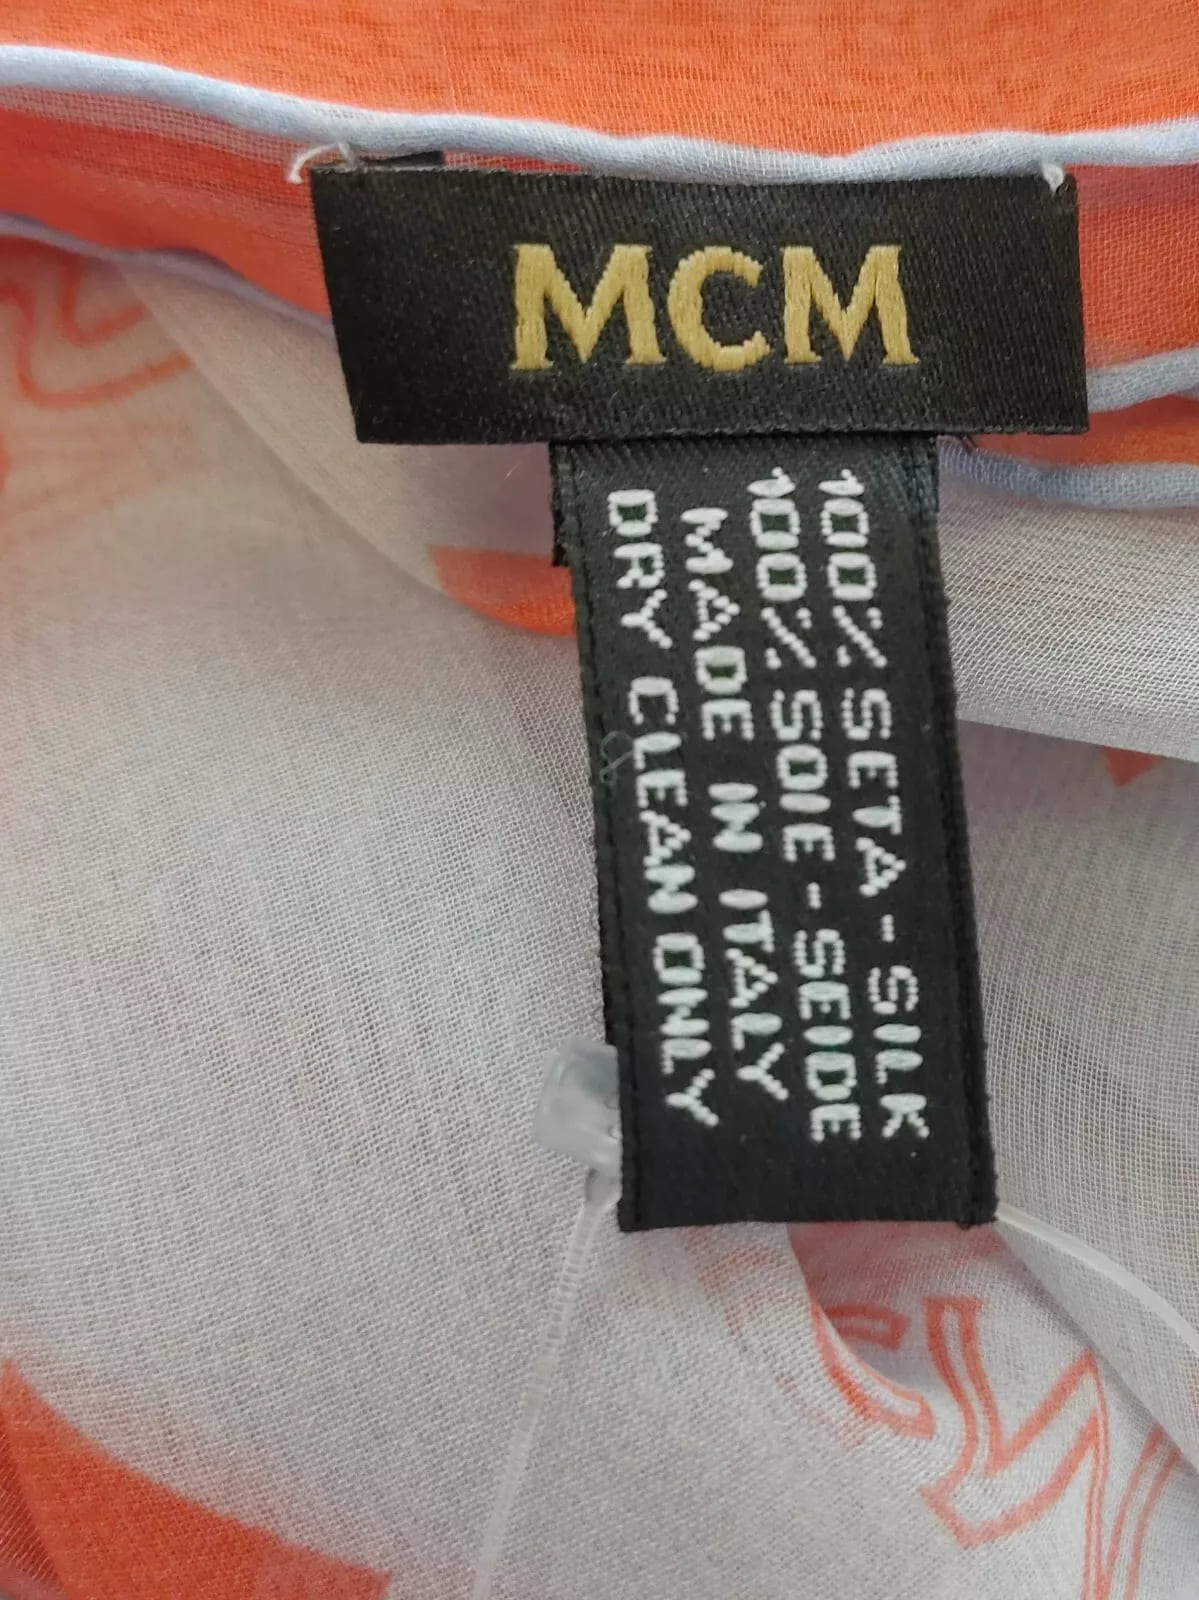 MCM
100% SETA-SILK
100% SOIE-SEIDE
MADE IN ITALY
DRY CLEAN ONLY